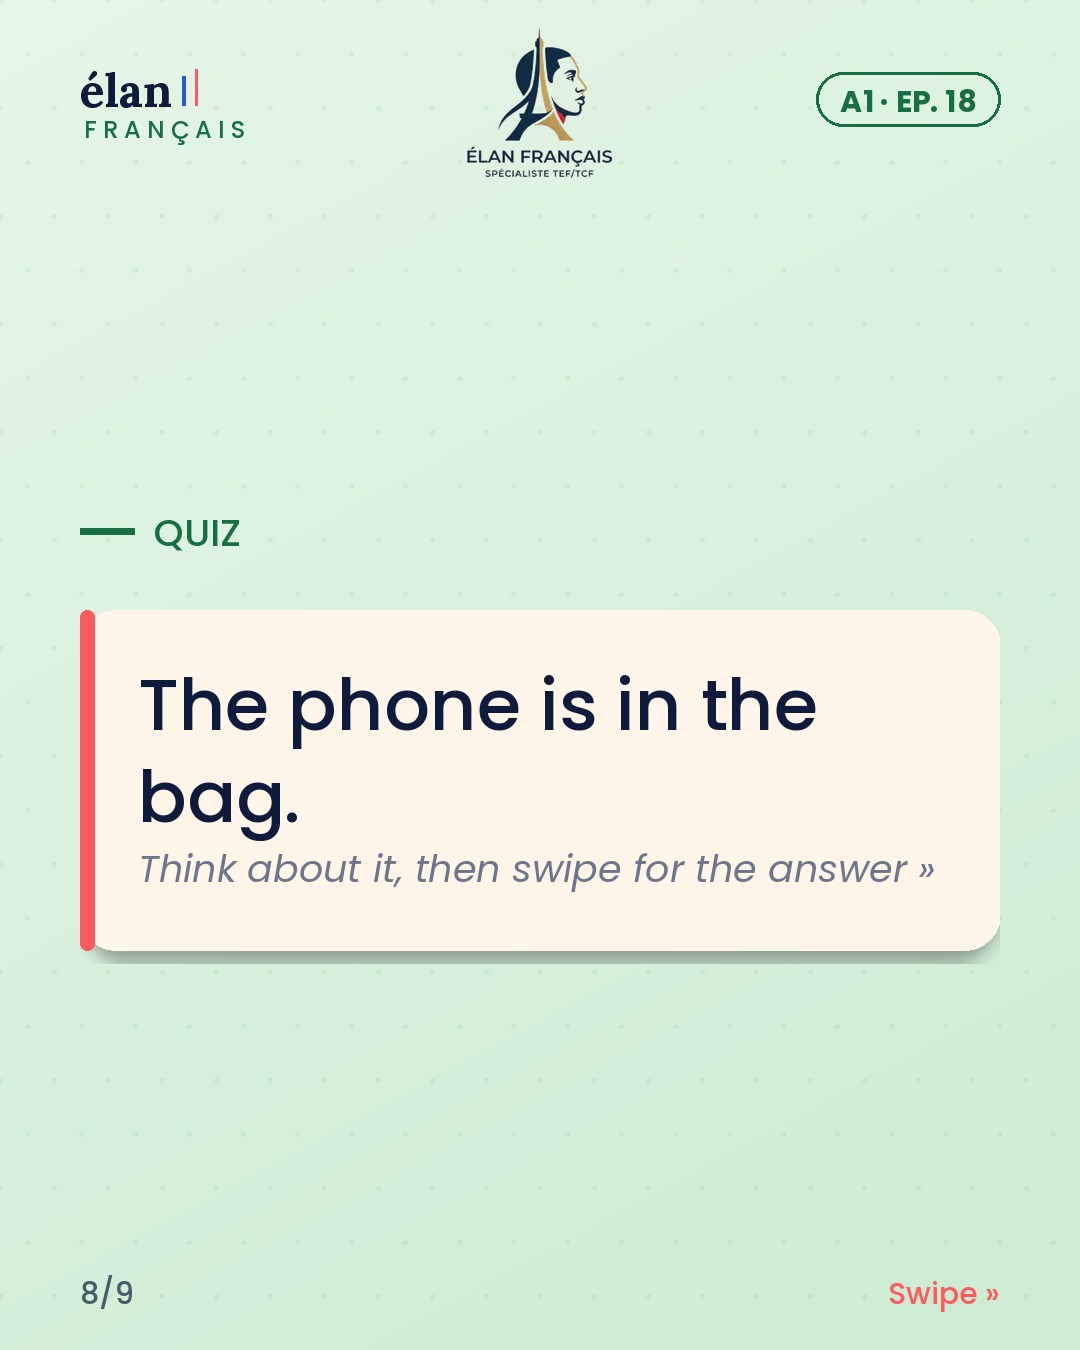 élan
FRANÇAIS
ÉLAN FRANÇAIS
SPÉCIALISTE TEF/TCF
A1 · EP. 18
QUIZ
The phone is in the
bag.
Think about it, then swipe for the answer »
8/9
Swipe »